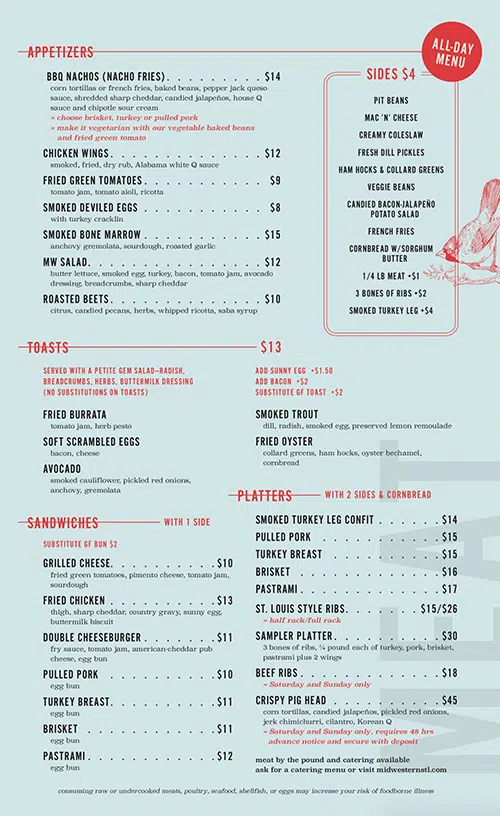 ALL-DAY
MENU
APPETIZERS
BBQ NACHOS (NACHO FRIES) $14
corn tortillas or french fries, baked beans, pepper jack queso
sauce, shredded sharp cheddar, candied jalapeños, house Q
sauce and chipotle sour cream
» choose brisket, turkey or pulled pork
» make it vegetarian with our vegetable baked beans
and fried green tomato
CHICKEN WINGS $12
smoked, fried, dry rub, Alabama white Q sauce
FRIED GREEN TOMATOES $9
tomato jam, tomato aioli, ricotta
SMOKED DEVILED EGGS $8
with turkey cracklin
SMOKED BONE MARROW $15
anchovy gremolata, sourdough, roasted garlic
MW SALAD $12
butter lettuce, smoked egg, turkey, bacon, tomato jam, avocado
dressing, breadcrumbs, sharp cheddar
ROASTED BEETS $10
citrus, candied pecans, herbs, whipped ricotta, saba syrup
SIDES $4
PIT BEANS
MAC 'N' CHEESE
CREAMY COLESLAW
FRESH DILL PICKLES
HAM HOCKS & COLLARD GREENS
VEGGIE BEANS
CANDIED BACON-JALAPEÑO
POTATO SALAD
FRENCH FRIES
CORNBREAD W/SORGHUM
BUTTER
1/4 LB MEAT +$1
3 BONES OF RIBS +$2
SMOKED TURKEY LEG +$4
TOASTS $13
SERVED WITH A PETITE GEM SALAD–RADISH,
BREADCRUMBS, HERBS, BUTTERMILK DRESSING
(NO SUBSTITUTIONS ON TOASTS)
ADD SUNNY EGG +$1.50
ADD BACON +$2
SUBSTITUTE GF TOAST +$2
FRIED BURRATA
tomato jam, herb pesto
SOFT SCRAMBLED EGGS
bacon, cheese
AVOCADO
smoked cauliflower, pickled red onions,
anchovy, gremolata
SMOKED TROUT
dill, radish, smoked egg, preserved lemon remoulade
FRIED OYSTER
collard greens, ham hocks, oyster bechamel,
cornbread
SANDWICHES WITH 1 SIDE
SUBSTITUTE GF BUN $2
GRILLED CHEESE $10
fried green tomatoes, pimento cheese, tomato jam,
sourdough
FRIED CHICKEN $13
thigh, sharp cheddar, country gravy, sunny egg,
buttermilk biscuit
DOUBLE CHEESEBURGER $11
fry sauce, tomato jam, american-cheddar pub
cheese, egg bun
PULLED PORK $10
egg bun
TURKEY BREAST $11
egg bun
BRISKET $11
egg bun
PASTRAMI $12
egg bun
PLATTERS WITH 2 SIDES & CORNBREAD
SMOKED TURKEY LEG CONFIT $14
PULLED PORK $15
TURKEY BREAST $15
BRISKET $16
PASTRAMI $17
ST. LOUIS STYLE RIBS $15/$26
» half rack/full rack
SAMPLER PLATTER $30
3 bones of ribs, ¼ pound each of turkey, pork, brisket,
pastrami plus 2 wings
BEEF RIBS $18
» Saturday and Sunday only
CRISPY PIG HEAD $45
corn tortillas, candied jalapeños, pickled red onions,
jerk chimichurri, cilantro, Korean Q
» Saturday and Sunday only, requires 48 hrs
advance notice and secure with deposit
meat by the pound and catering available
ask for a catering menu or visit midwesternstl.com
MEAT
consuming raw or undercooked meats, poultry, seafood, shellfish, or eggs may increase your risk of foodborne illness